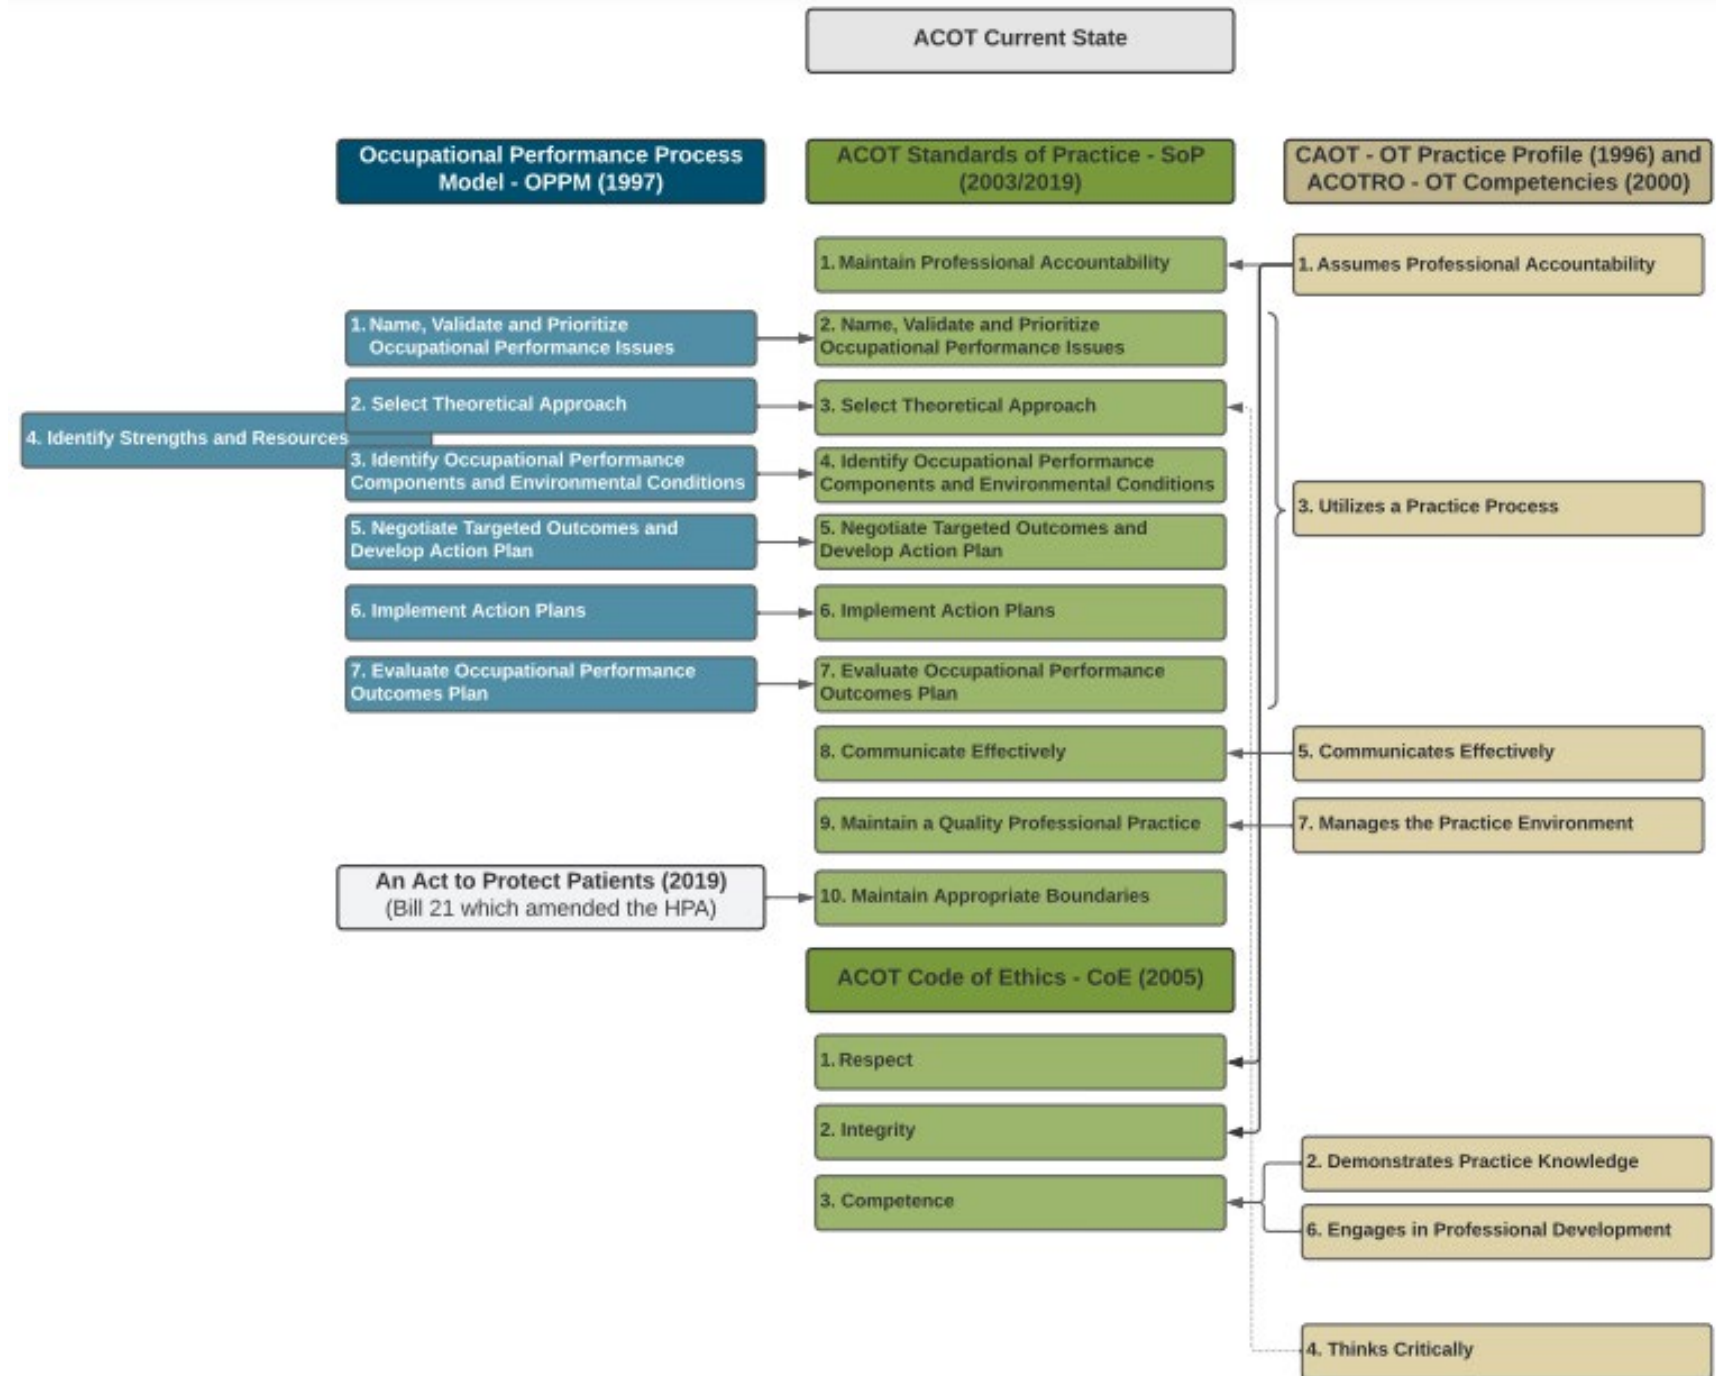 ACOT Current State
Occupational Performance Process
Model - OPPM (1997)
ACOT Standards of Practice - SoP
(2003/2019)
CAOT - OT Practice Profile (1996) and
ACOTRO - OT Competencies (2000)
1. Maintain Professional Accountability
1. Assumes Professional Accountability
1. Name, Validate and Prioritize
Occupational Performance Issues
2. Name, Validate and Prioritize
Occupational Performance Issues
2. Select Theoretical Approach
3. Select Theoretical Approach
4. Identify Strengths and Resources
3. Identify Occupational Performance
Components and Environmental Conditions
4. Identify Occupational Performance
Components and Environmental Conditions
3. Utilizes a Practice Process
5. Negotiate Targeted Outcomes and
Develop Action Plan
5. Negotiate Targeted Outcomes and
Develop Action Plan
6. Implement Action Plans
6. Implement Action Plans
7. Evaluate Occupational Performance
Outcomes Plan
7. Evaluate Occupational Performance
Outcomes Plan
8. Communicate Effectively
5. Communicates Effectively
9. Maintain a Quality Professional Practice
7. Manages the Practice Environment
An Act to Protect Patients (2019)
(Bill 21 which amended the HPA)
10. Maintain Appropriate Boundaries
ACOT Code of Ethics - CoE (2005)
1. Respect
2. Integrity
2. Demonstrates Practice Knowledge
3. Competence
6. Engages in Professional Development
4. Thinks Critically